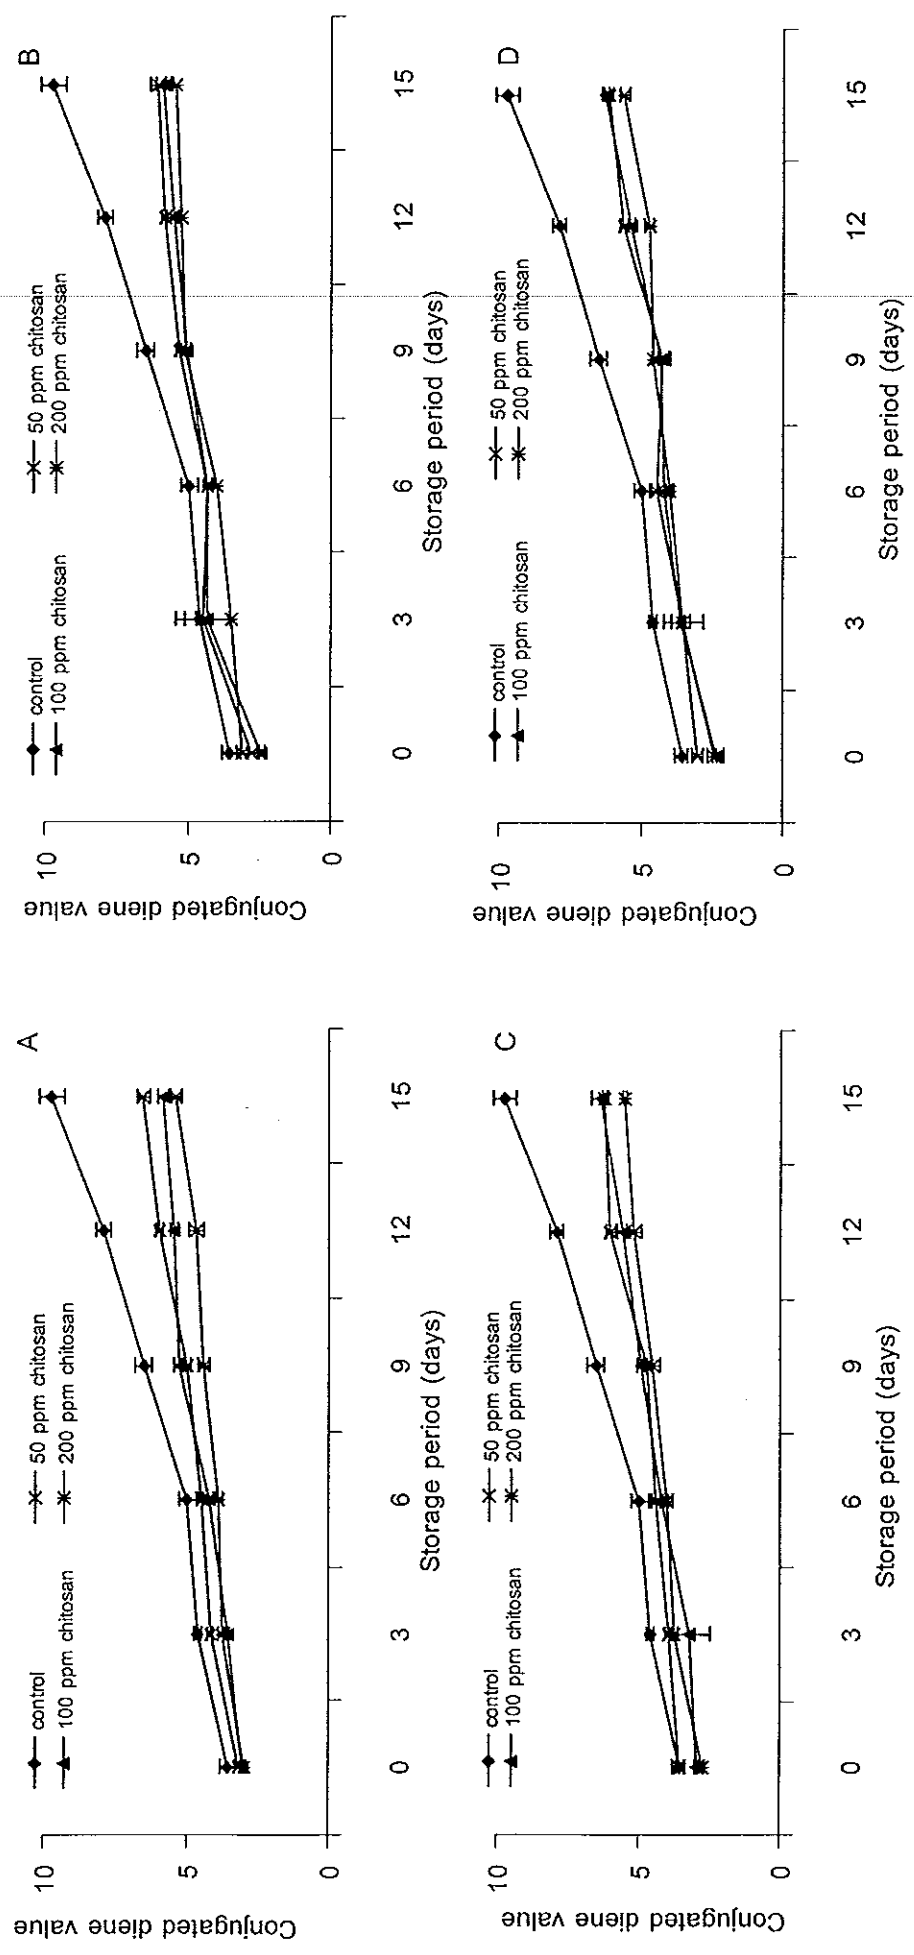 A
control
50 ppm chitosan
100 ppm chitosan
200 ppm chitosan
Conjugated diene value
10
5
0
0 3 6 9 12 15
Storage period (days)
B
control
50 ppm chitosan
100 ppm chitosan
200 ppm chitosan
Conjugated diene value
10
5
0
0 3 6 9 12 15
Storage period (days)
C
control
50 ppm chitosan
100 ppm chitosan
200 ppm chitosan
Conjugated diene value
10
5
0
0 3 6 9 12 15
Storage period (days)
D
control
50 ppm chitosan
100 ppm chitosan
200 ppm chitosan
Conjugated diene value
10
5
0
0 3 6 9 12 15
Storage period (days)